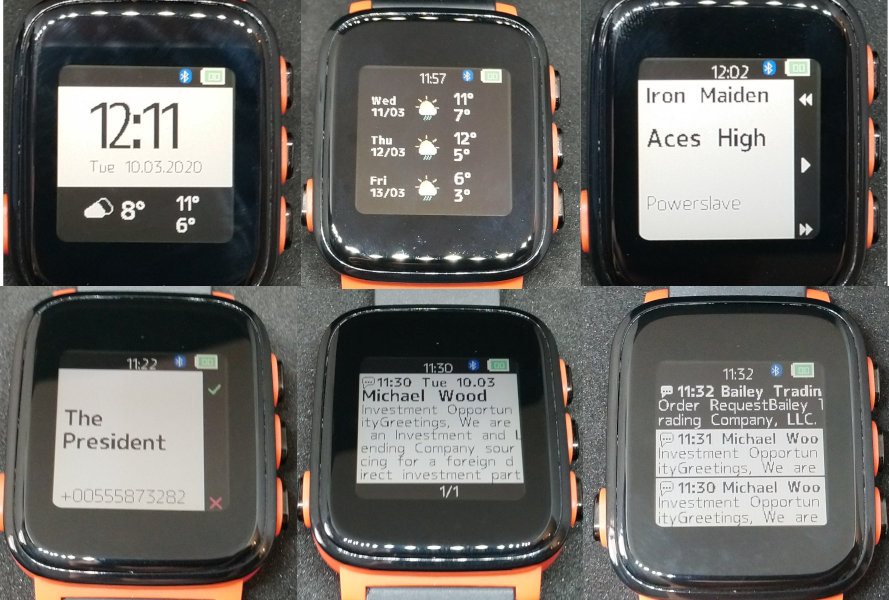 12:11
Tue 10.03.2020
8°
11°
6°
11:57
Wed 11°
11/03 7°
Thu 12°
12/03 5°
Fri 6°
13/03 3°
12:02
Iron Maiden
Aces High
Powerslave
11:22
The
President
+00555873282
11:30
11:30 Tue 10.03
Michael Wood
Investment Opportun
ityGreetings, We are
an Investment and L
ending Company sour
cing for a foreign d
irect investment part
1/1
11:32
11:32 Bailey Tradin
Order RequestBailey T
rading Company, LLC.
11:31 Michael Woo
Investment Opportun
ityGreetings, We are
11:30 Michael Woo
Investment Opportun
ityGreetings, We are